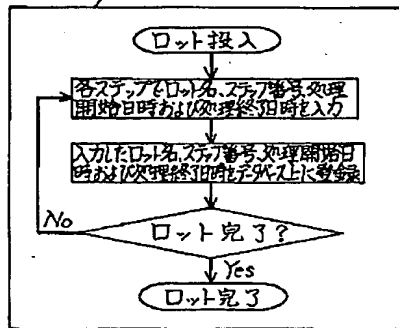 ロット投入
各ステップでロット名、ステップ番号、処理
開始日時および処理終了日時を入力
入力したロット名、ステップ番号、処理開始日
時および処理終了日時をデータベース上に登録
ロット完了?
No
Yes
ロット完了